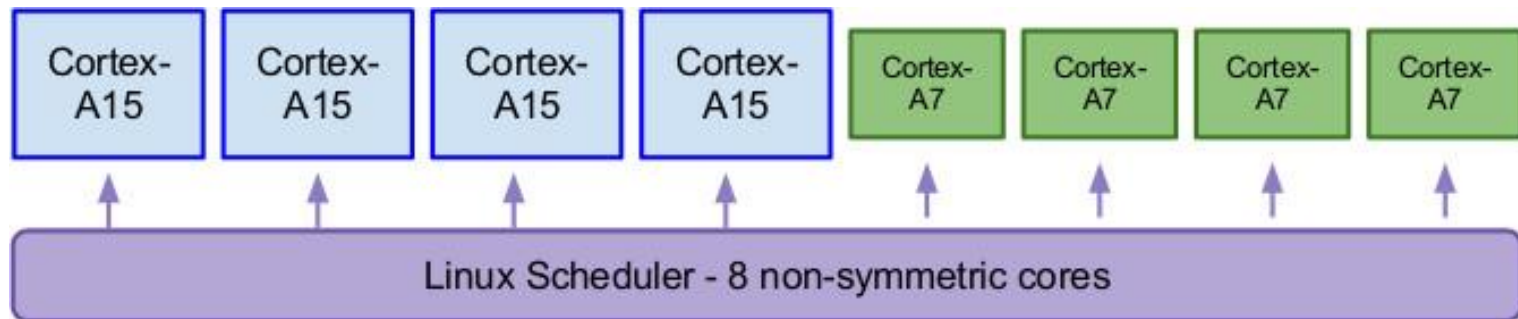 Cortex-
A15
Cortex-
A15
Cortex-
A15
Cortex-
A15
Cortex-
A7
Cortex-
A7
Cortex-
A7
Cortex-
A7
Linux Scheduler - 8 non-symmetric cores